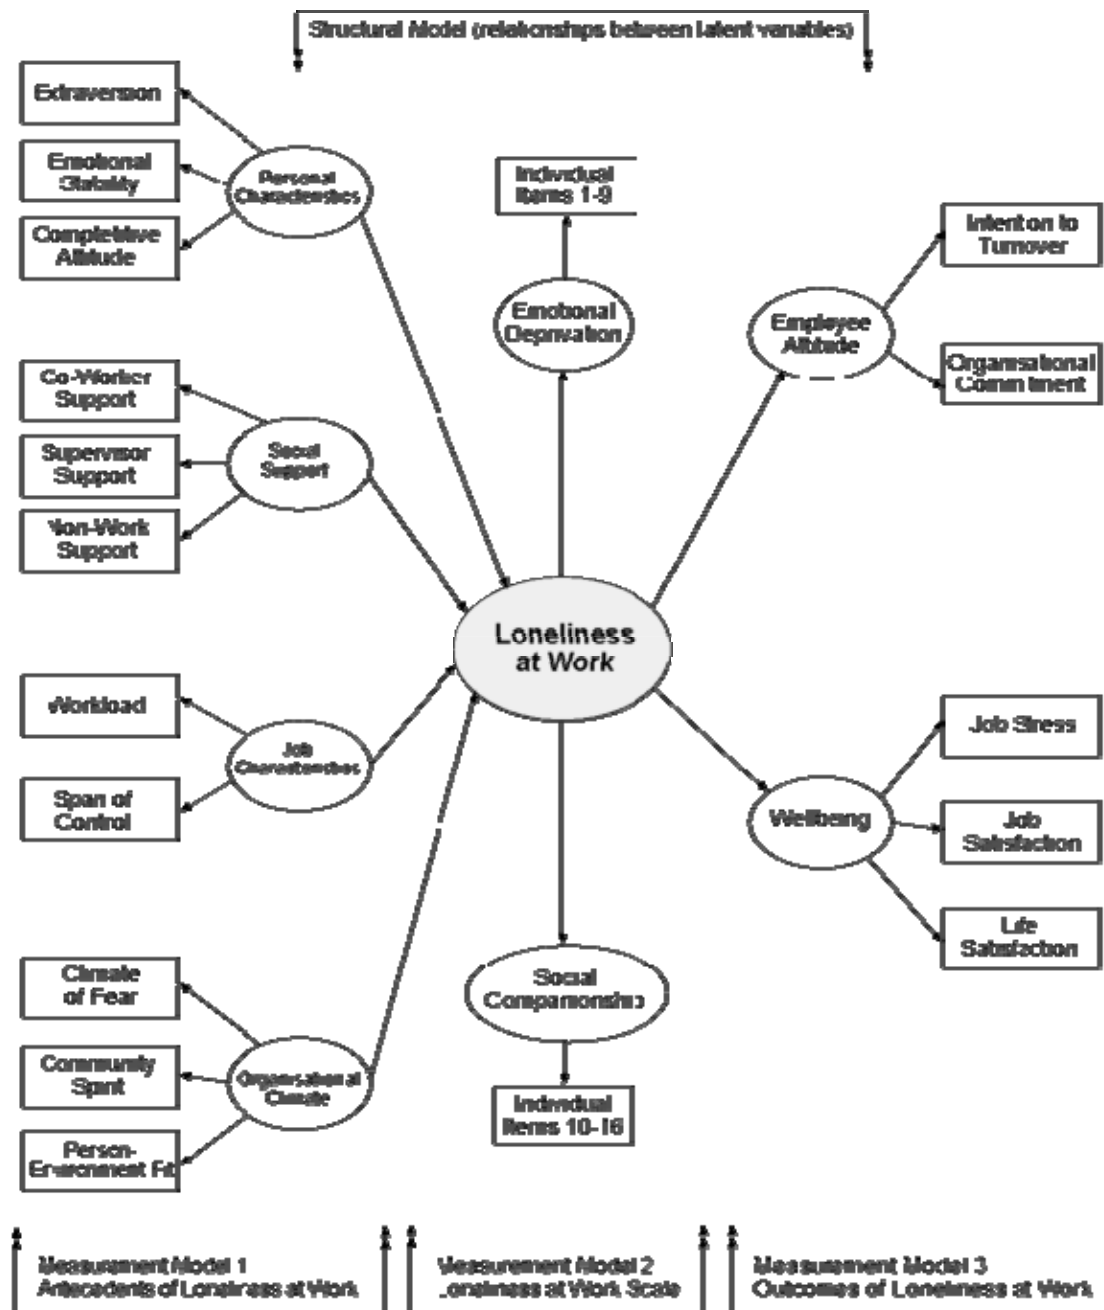 Structural Model (relationships between latent variables)
Extraversion
Emotional
Stability
Competitive
Attitude
Personal
Characteristics
Individual
Items 1-9
Emotional
Deprivation
Intention to
Turnover
Employee
Attitude
Organisational
Commitment
Co-Worker
Support
Supervisor
Support
Non-Work
Support
Social
Support
Loneliness
at Work
Workload
Span of
Control
Job
Characteristics
Job Stress
Wellbeing
Job
Satisfaction
Life
Satisfaction
Climate
of Fear
Community
Spirit
Person-
Environment Fit
Organisational
Climate
Social
Companionship
Individual
Items 10-16
Measurement Model 1
Antecedents of Loneliness at Work
Measurement Model 2
Loneliness at Work Scale
Measurement Model 3
Outcomes of Loneliness at Work